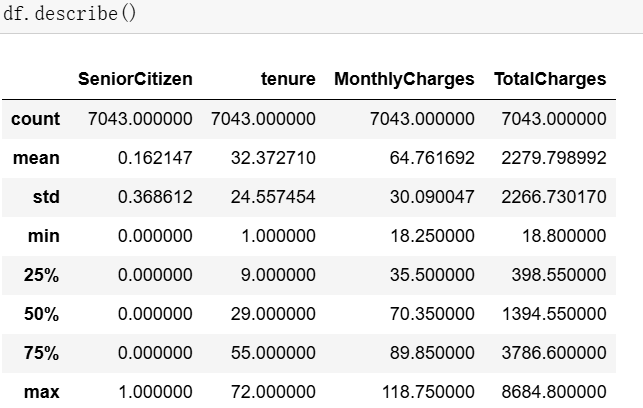 df.describe()
SeniorCitizen tenure MonthlyCharges TotalCharges
count 7043.000000 7043.000000 7043.000000 7043.000000
mean 0.162147 32.372710 64.761692 2279.798992
std 0.368612 24.557454 30.090047 2266.730170
min 0.000000 1.000000 18.250000 18.800000
25% 0.000000 9.000000 35.500000 398.550000
50% 0.000000 29.000000 70.350000 1394.550000
75% 0.000000 55.000000 89.850000 3786.600000
max 1.000000 72.000000 118.750000 8684.800000